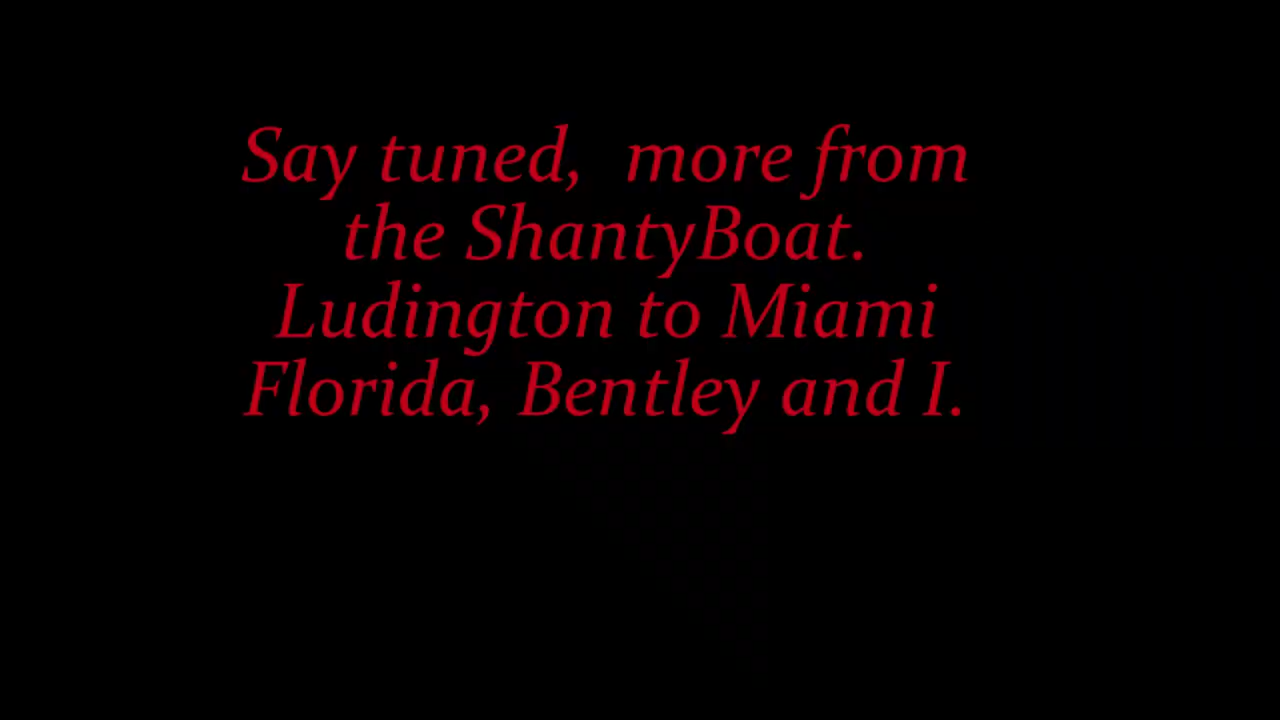 Say tuned,  more from
the ShantyBoat.
Ludington to Miami
Florida, Bentley and I.